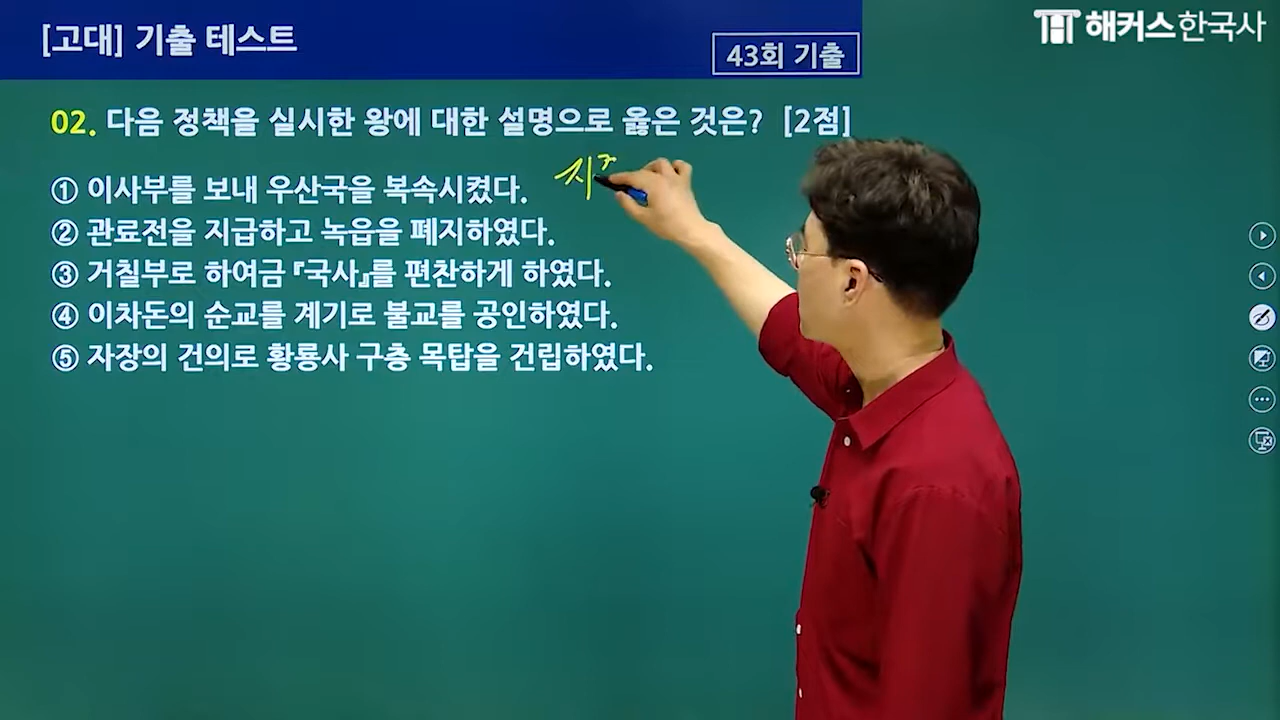 [고대] 기출 테스트
43회 기출
해커스한국사
02. 다음 정책을 실시한 왕에 대한 설명으로 옳은 것은? [2점]
① 이사부를 보내 우산국을 복속시켰다.
② 관료전을 지급하고 녹읍을 폐지하였다.
③ 거칠부로 하여금 『국사』를 편찬하게 하였다.
④ 이차돈의 순교를 계기로 불교를 공인하였다.
⑤ 자장의 건의로 황룡사 구층 목탑을 건립하였다.